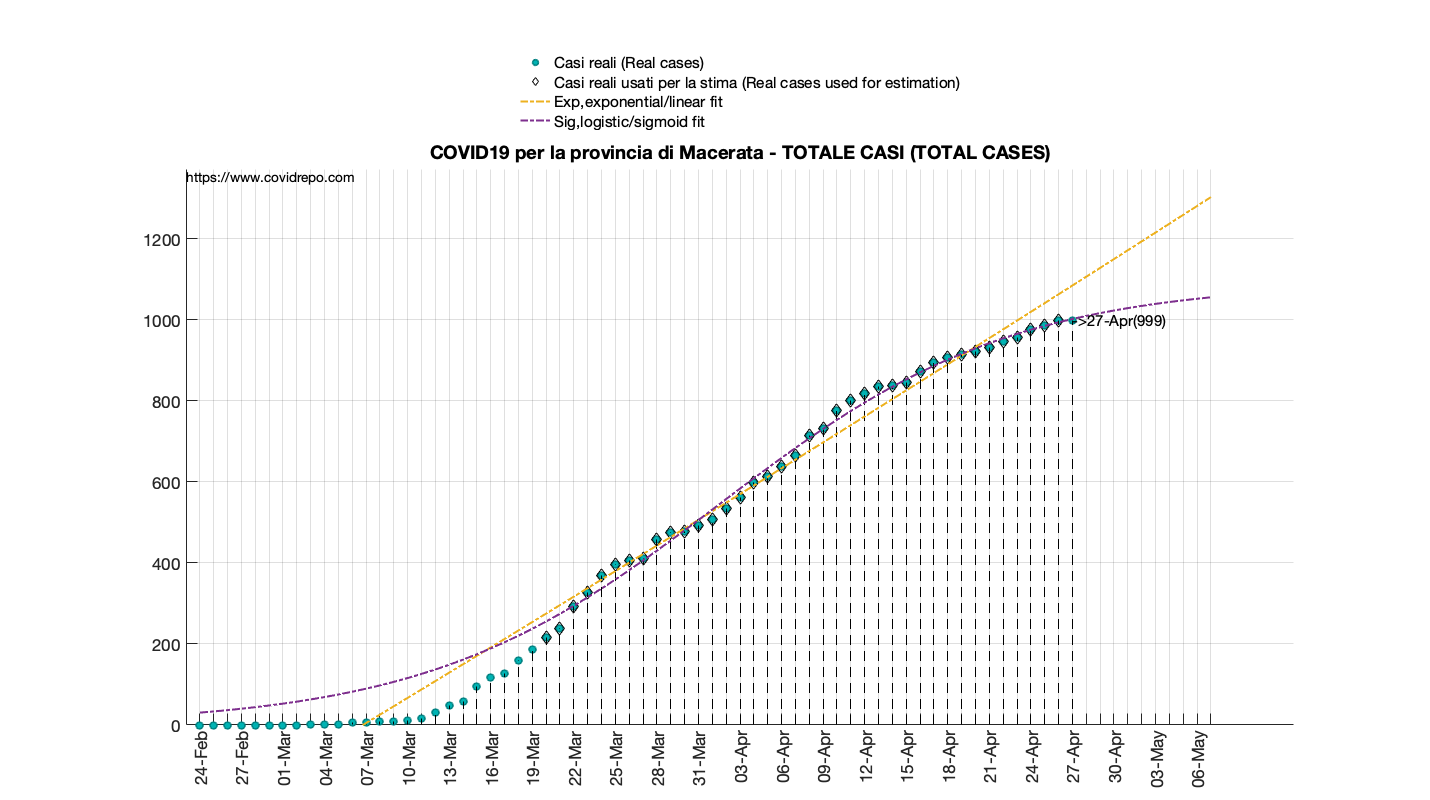 Casi reali (Real cases)
Casi reali usati per la stima (Real cases used for estimation)
Exp,exponential/linear fit
Sig,logistic/sigmoid fit
COVID19 per la provincia di Macerata - TOTALE CASI (TOTAL CASES)
https://www.covidrepo.com
1200
1000
800
600
400
200
0
>27-Apr(999)
24-Feb
27-Feb
01-Mar
04-Mar
07-Mar
10-Mar
13-Mar
16-Mar
19-Mar
22-Mar
25-Mar
28-Mar
31-Mar
03-Apr
06-Apr
09-Apr
12-Apr
15-Apr
18-Apr
21-Apr
24-Apr
27-Apr
30-Apr
03-May
06-May